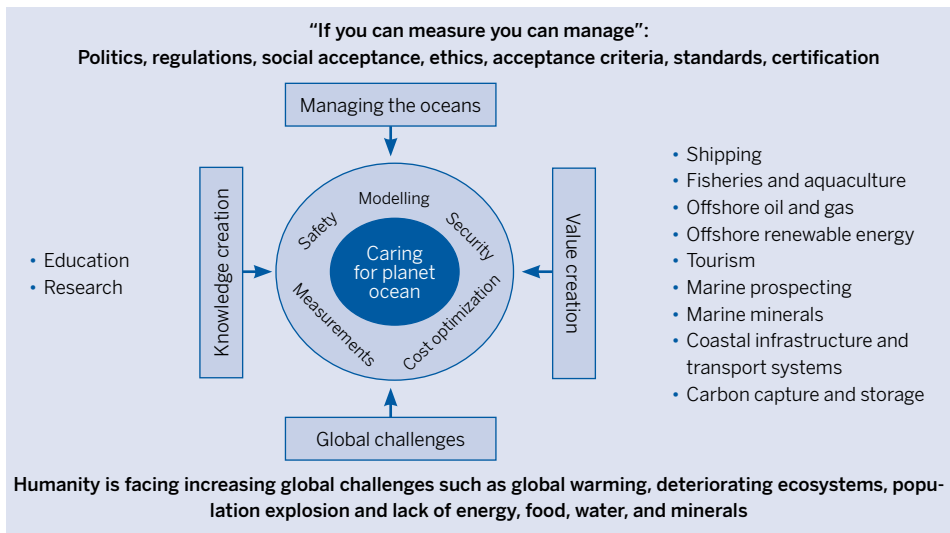 “If you can measure you can manage”:
Politics, regulations, social acceptance, ethics, acceptance criteria, standards, certification
Managing the oceans
Knowledge creation
• Education
• Research
Modelling
Safety
Security
Caring
for planet
ocean
Measurements
Cost optimization
Value creation
• Shipping
• Fisheries and aquaculture
• Offshore oil and gas
• Offshore renewable energy
• Tourism
• Marine prospecting
• Marine minerals
• Coastal infrastructure and
transport systems
• Carbon capture and storage
Global challenges
Humanity is facing increasing global challenges such as global warming, deteriorating ecosystems, popu-
lation explosion and lack of energy, food, water, and minerals